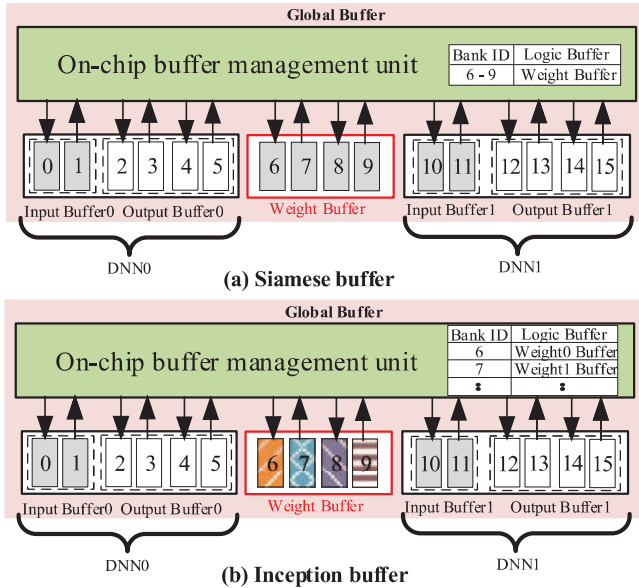 Global Buffer
On-chip buffer management unit
Bank ID Logic Buffer
6 - 9 Weight Buffer
0 1 2 3 4 5 6 7 8 9 10 11 12 13 14 15
Input Buffer0 Output Buffer0 Weight Buffer Input Buffer1 Output Buffer1
DNN0 DNN1
(a) Siamese buffer
Global Buffer
On-chip buffer management unit
Bank ID Logic Buffer
6 Weight0 Buffer
7 Weight1 Buffer
0 1 2 3 4 5 6 7 8 9 10 11 12 13 14 15
Input Buffer0 Output Buffer0 Weight Buffer Input Buffer1 Output Buffer1
DNN0 DNN1
(b) Inception buffer